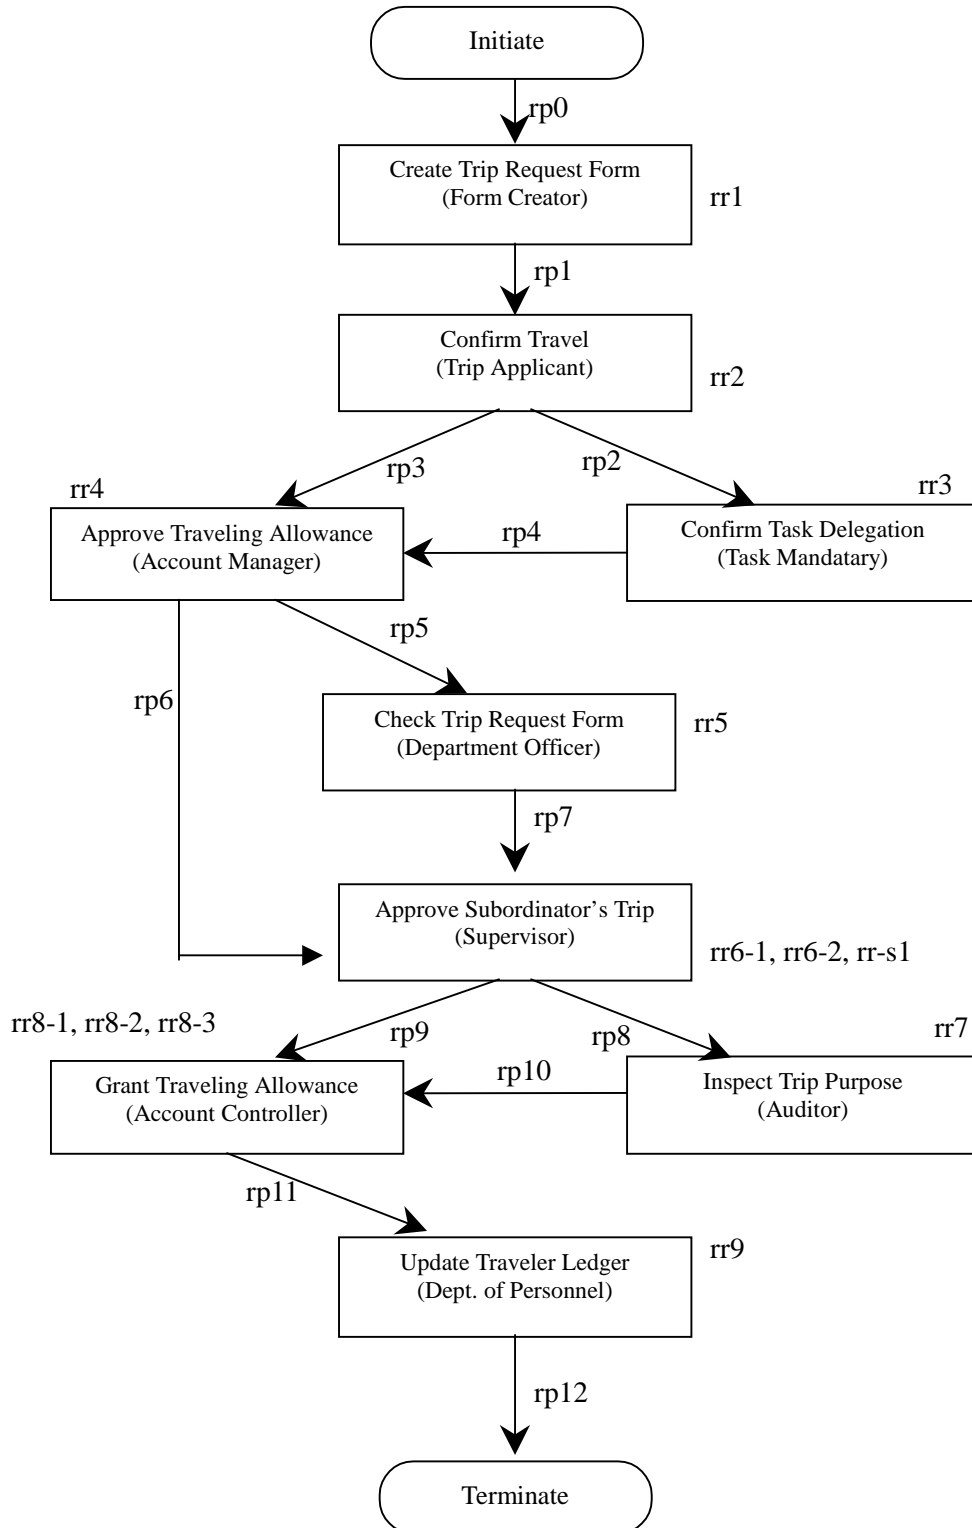 Initiate
rp0
Create Trip Request Form
(Form Creator)
rr1
rp1
Confirm Travel
(Trip Applicant)
rr2
rp3
rp2
rr4
rr3
Approve Traveling Allowance
(Account Manager)
rp4
Confirm Task Delegation
(Task Mandatary)
rp5
rp6
Check Trip Request Form
(Department Officer)
rr5
rp7
Approve Subordinator's Trip
(Supervisor)
rr6-1, rr6-2, rr-s1
rr8-1, rr8-2, rr8-3
rp9
rp8
rr7
Grant Traveling Allowance
(Account Controller)
rp10
Inspect Trip Purpose
(Auditor)
rp11
Update Traveler Ledger
(Dept. of Personnel)
rr9
rp12
Terminate